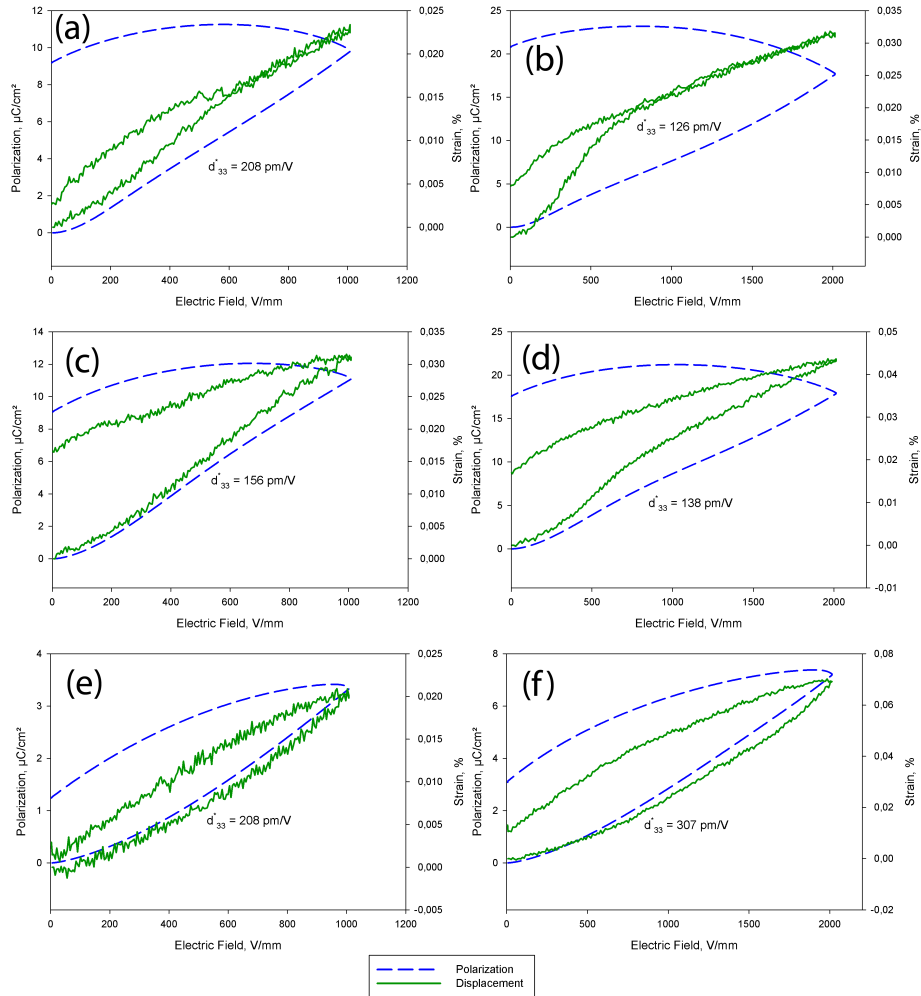 (a)
12
10
8
6
4
2
0
0,025
0,020
0,015
0,010
0,005
0,000
0 200 400 600 800 1000 1200
Polarization, µC/cm²
Strain, %
Electric Field, V/mm
d*33 = 208 pm/V
(b)
25
20
15
10
5
0
0,035
0,030
0,025
0,020
0,015
0,010
0,005
0,000
0 500 1000 1500 2000
Polarization, µC/cm²
Strain, %
Electric Field, V/mm
d*33 = 126 pm/V
(c)
14
12
10
8
6
4
2
0
0,035
0,030
0,025
0,020
0,015
0,010
0,005
0,000
0 200 400 600 800 1000 1200
Polarization, µC/cm²
Strain, %
Electric Field, V/mm
d*33 = 156 pm/V
(d)
25
20
15
10
5
0
0,05
0,04
0,03
0,02
0,01
0,00
-0,01
0 500 1000 1500 2000
Polarization, µC/cm²
Strain, %
Electric Field, V/mm
d*33 = 138 pm/V
(e)
4
3
2
1
0
0,025
0,020
0,015
0,010
0,005
0,000
-0,005
0 200 400 600 800 1000 1200
Polarization, µC/cm²
Strain, %
Electric Field, V/mm
d*33 = 208 pm/V
(f)
8
6
4
2
0
0,08
0,06
0,04
0,02
0,00
-0,02
0 500 1000 1500 2000
Polarization, µC/cm²
Strain, %
Electric Field, V/mm
d*33 = 307 pm/V
Polarization
Displacement